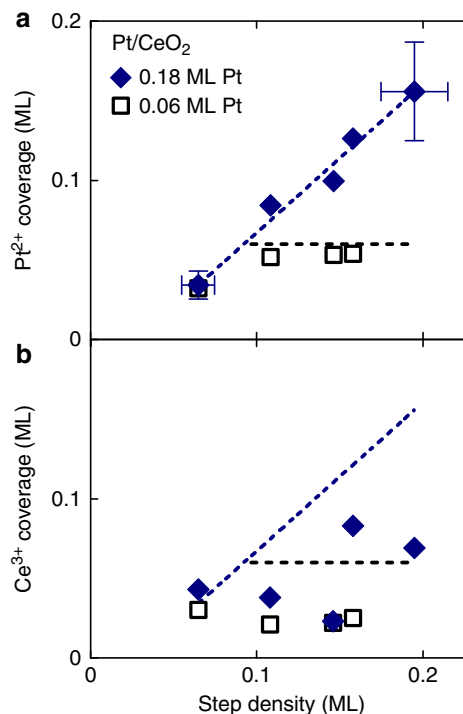 a
0.2
Pt/CeO₂
0.18 ML Pt
0.06 ML Pt
0.1
Pt²⁺ coverage (ML)
0
b
0.1
Ce³⁺ coverage (ML)
0
0 0.1 0.2
Step density (ML)